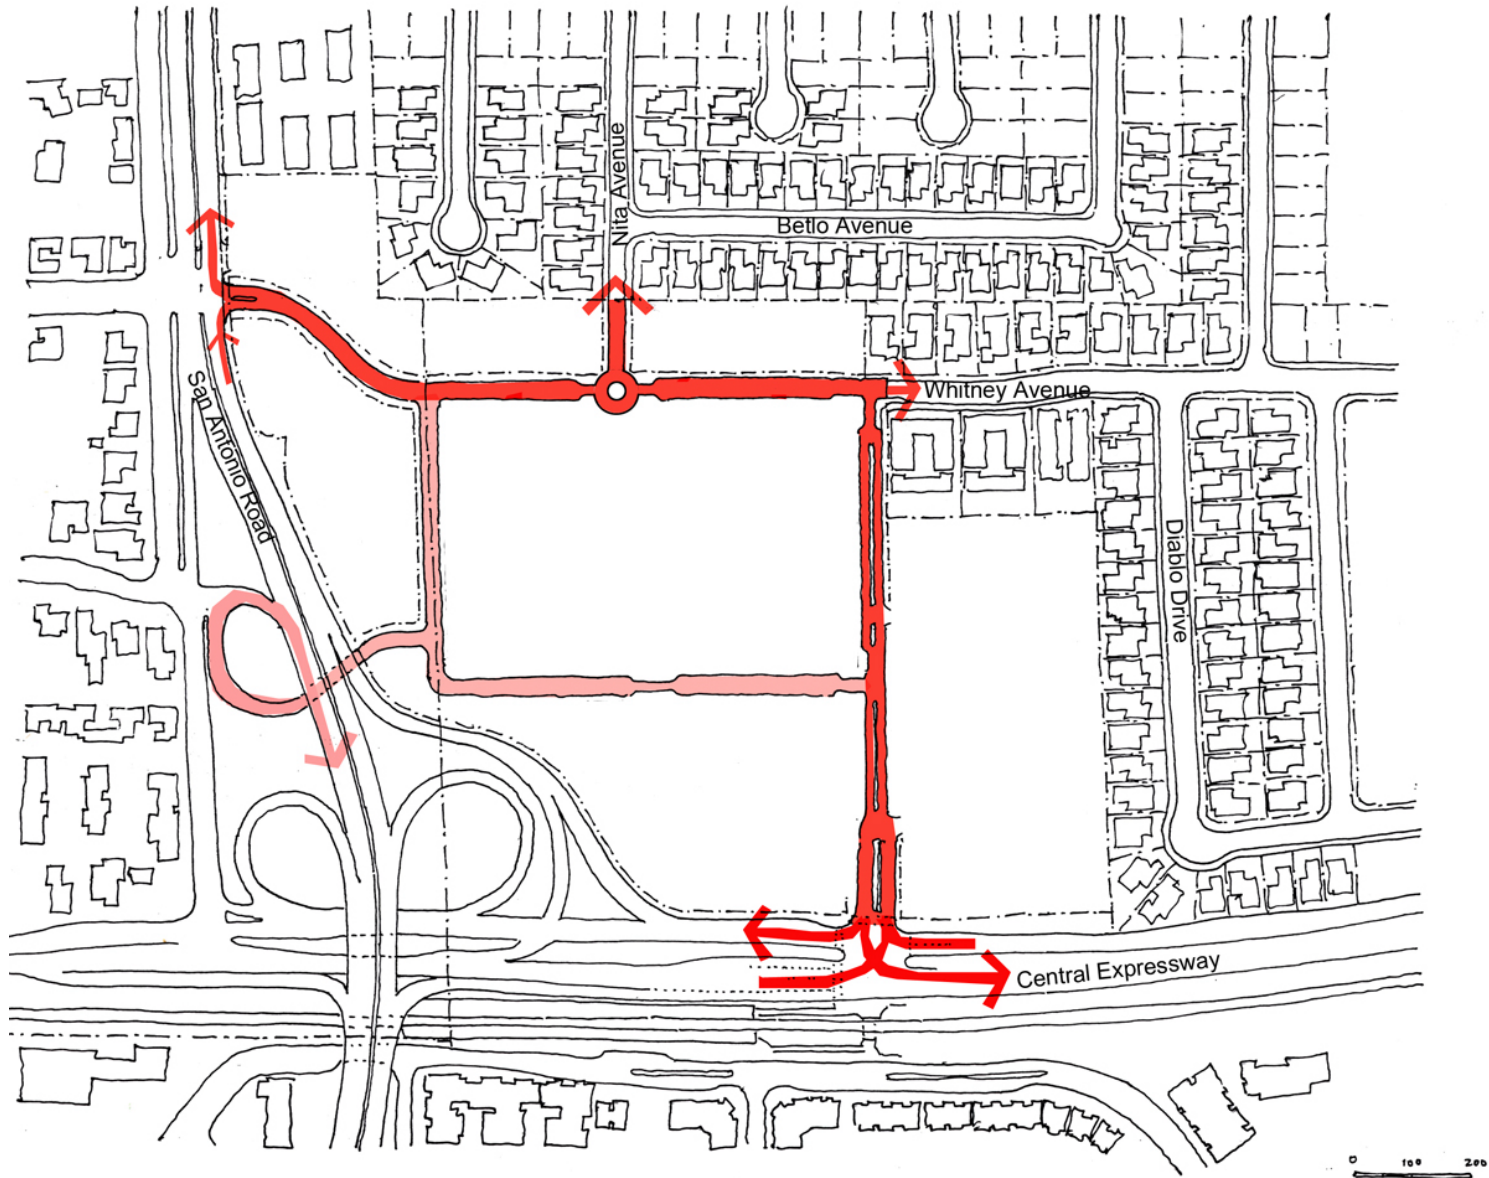 Nita Avenue
Betlo Avenue
San Antonio Road
Whitney Avenue
Diablo Drive
Central Expressway
0 100 200